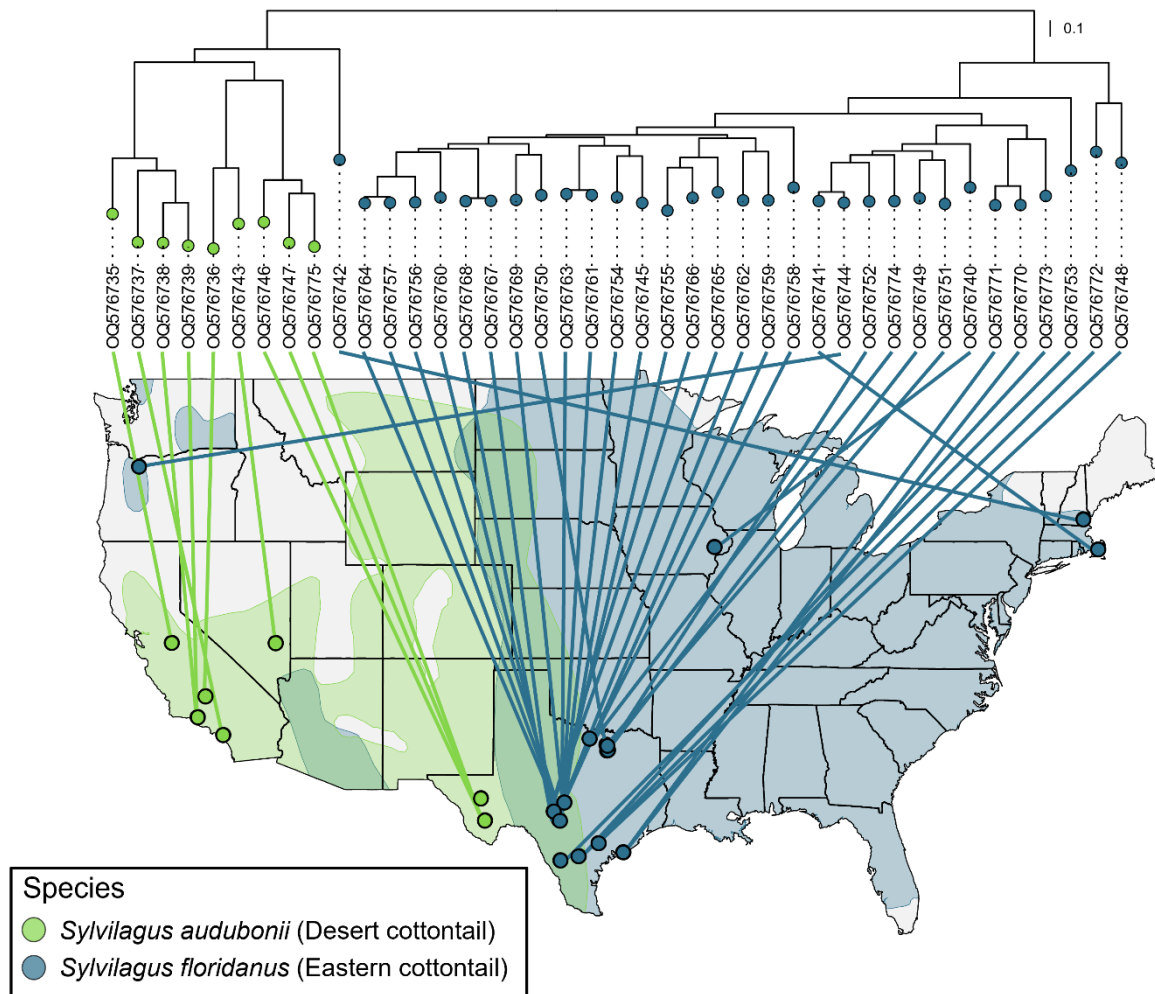 0.1
OQ576735
OQ576737
OQ576738
OQ576739
OQ576736
OQ576743
OQ576746
OQ576747
OQ576775
OQ576742
OQ576764
OQ576757
OQ576756
OQ576760
OQ576768
OQ576767
OQ576769
OQ576750
OQ576763
OQ576761
OQ576754
OQ576745
OQ576755
OQ576766
OQ576765
OQ576762
OQ576759
OQ576758
OQ576741
OQ576744
OQ576752
OQ576774
OQ576749
OQ576751
OQ576740
OQ576771
OQ576770
OQ576773
OQ576753
OQ576772
OQ576748
Species
Sylvilagus audubonii (Desert cottontail)
Sylvilagus floridanus (Eastern cottontail)